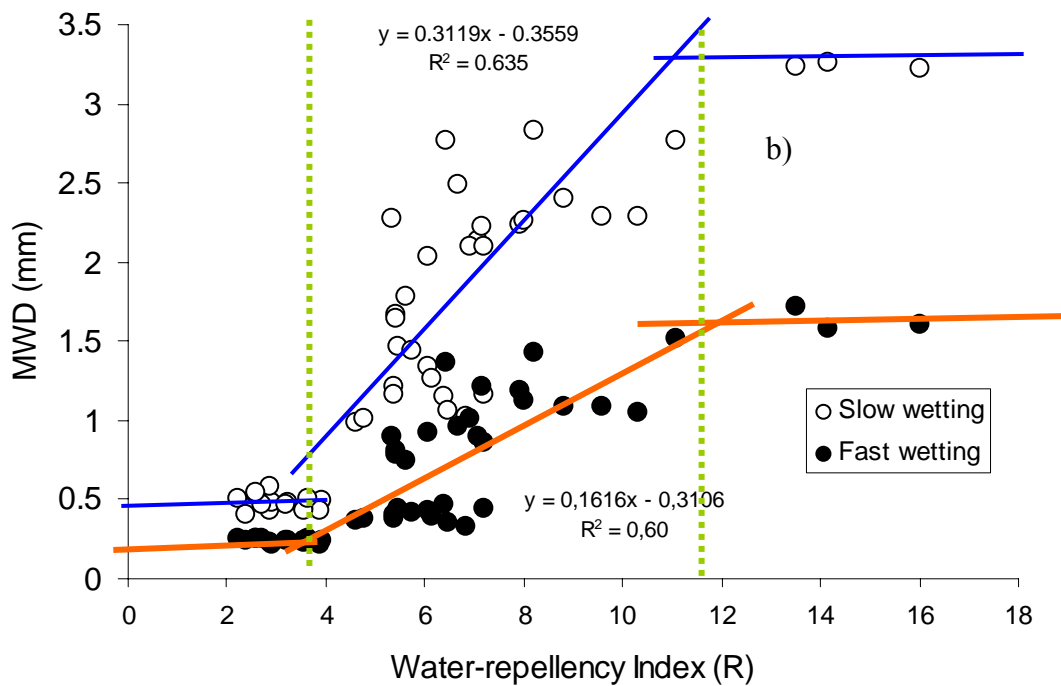 y = 0.3119x - 0.3559
R² = 0.635
b)
3.5
3
2.5
2
1.5
1
0.5
0
MWD (mm)
Slow wetting
Fast wetting
y = 0,1616x - 0,3106
R² = 0,60
0 2 4 6 8 10 12 14 16 18
Water-repellency Index (R)